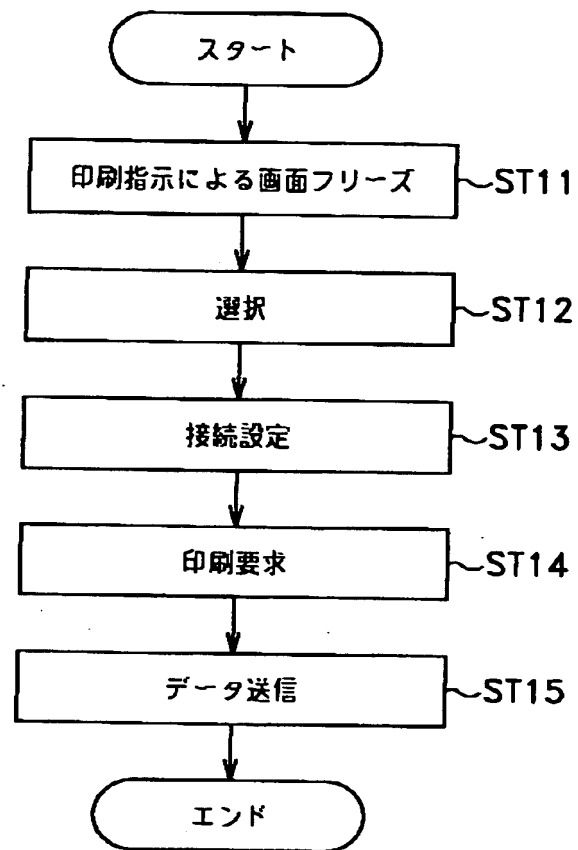 スタート
印刷指示による画面フリーズ ST11
選択 ST12
接続設定 ST13
印刷要求 ST14
データ送信 ST15
エンド